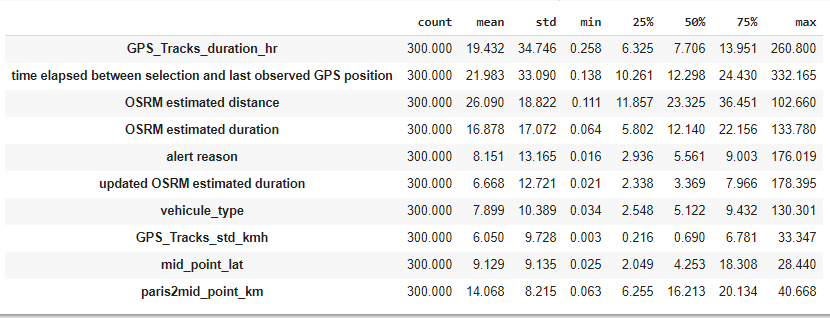 count mean std min 25% 50% 75% max
GPS_Tracks_duration_hr 300.000 19.432 34.746 0.258 6.325 7.706 13.951 260.800
time elapsed between selection and last observed GPS position 300.000 21.983 33.090 0.138 10.261 12.298 24.430 332.165
OSRM estimated distance 300.000 26.090 18.822 0.111 11.857 23.325 36.451 102.660
OSRM estimated duration 300.000 16.878 17.072 0.064 5.802 12.140 22.156 133.780
alert reason 300.000 8.151 13.165 0.016 2.936 5.561 9.003 176.019
updated OSRM estimated duration 300.000 6.668 12.721 0.021 2.338 3.369 7.966 178.395
vehicule_type 300.000 7.899 10.389 0.034 2.548 5.122 9.432 130.301
GPS_Tracks_std_kmh 300.000 6.050 9.728 0.003 0.216 0.690 6.781 33.347
mid_point_lat 300.000 9.129 9.135 0.025 2.049 4.253 18.308 28.440
paris2mid_point_km 300.000 14.068 8.215 0.063 6.255 16.213 20.134 40.668